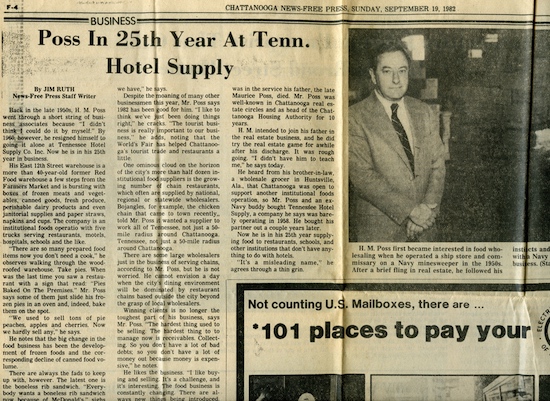 F-4
CHATTANOOGA NEWS-FREE PRESS, SUNDAY, SEPTEMBER 19, 1982
BUSINESS
Poss In 25th Year At Tenn.
Hotel Supply
By JIM RUTH
News-Free Press Staff Writer
Back in the late 1950s, H. M. Poss
went through a short string of busi-
ness associates because "I didn't
think I could do it by myself." By
he resigned himself to
going it alone at Tennessee Hotel
Supply Co. Inc. Now he is in his 25th
year in business.
His East 12th Street warehouse is a
more than 40-year-old former Red
Food warehouse a few steps from the
Farmers Market and is bursting with
boxes of frozen meats and veget-
ables, canned goods, fresh produce,
perishable dairy products and even
janitorial supplies and paper straws,
napkins and cups. The company is an
institutional foods operation with five
trucks serving restaurants, motels,
hospitals, schools and the like.
"There are so many prepared food
items now you don't need a cook," he
observes walking through the wood-
roofed warehouse. Take pies. When
was the last time you saw a restau-
rant with a sign that read: "Pies
Baked On The Premises." Mr. Poss
says some of them just slide his fro-
zen pies in an oven and, indeed, bake
them on the spot.
"We used to sell tons of pie
peaches, apples and cherries. Now
we hardly sell any," he says.
He notes that the big change in the
food business has been the develop-
ment of frozen foods and the cor-
responding decline of canned food vo-
lume.
There are always the fads to keep
up with, however. The latest one is
the boneless rib sandwich. "Every-
body wants a boneless rib sandwich
now because of McDonald's," sighs
we have," he says.
Despite the moaning of many other
businessmen this year, Mr. Poss says
1982 has been good for him. "I like to
think we've just been doing things
right," he cracks. "The tourist busi-
ness is really important to our busi-
ness," he adds, noting that the
World's Fair has helped Chattanoo-
ga's tourist trade and restaurants a
little.
One ominous cloud on the horizon
of the city's more than half dozen in-
stitutional food suppliers is the grow-
ing number of chain restaurants,
which often are supplied by national,
regional or statewide wholesalers.
Bojangles, for example, the chicken
chain that came to town recently,
told Mr. Poss it wanted a supplier to
work all of Tennessee, not just a 50-
mile radius around Chattanooga.
Tennessee, not just a 50-mile radius
around Chattanooga.
There are some large wholesalers
just in the business of serving chains,
according to Mr. Poss, but he is not
worried. He cannot envision a day
when the city's dining environment
will be dominated by restaurant
chains based outside the city beyond
the grasp of local wholesalers.
Winning clients is no longer the
toughest part of his business, says
Mr. Poss. "The hardest thing used to
be selling. The hardest thing to to
manage now is receivables. Collect-
ing. So you don't have a lot of bad
debts; so you don't have a lot of
money out because money is expen-
sive," he notes.
He likes the business. "I like buy-
ing and selling. It's a challenge, and
it's interesting. The food business is
constantly changing. There are al-
ways new things being introduced.
was in the service his father, the late
Maurice Poss, died. Mr. Poss was
well-known in Chattanooga real es-
tate circles and as head of the Chat-
tanooga Housing Authority for 10
years.
H. M. intended to join his father in
the real estate business, and he did
try the real estate game for awhile
after his discharge. It was rough
going. "I didn't have him to teach
me," he says today.
He heard from his brother-in-law,
a wholesale grocer in Huntsville,
Ala., that Chattanooga was open to
support another institutional foods
operation, so Mr. Poss and an ex-
Navy buddy bought Tennessee Hotel
Supply, a company he says was bare-
ly operating in 1958. He bought his
partner out a couple years later.
Now he is in his 25th year supply-
ing food to restaurants, schools, and
other institutions that don't have any-
thing to do with hotels.
"It's a misleading name," he
agrees through a thin grin.
H. M. Poss first became interested in food who-
lesaling when he operated a ship store and com-
missary on a Navy minesweeper in the 1950s.
After a brief fling in real estate, he followed his
instincts and
with a Navy
business. (Sta
Not counting U.S. Mailboxes, there are ...
*101 places to pay your
ELECTR